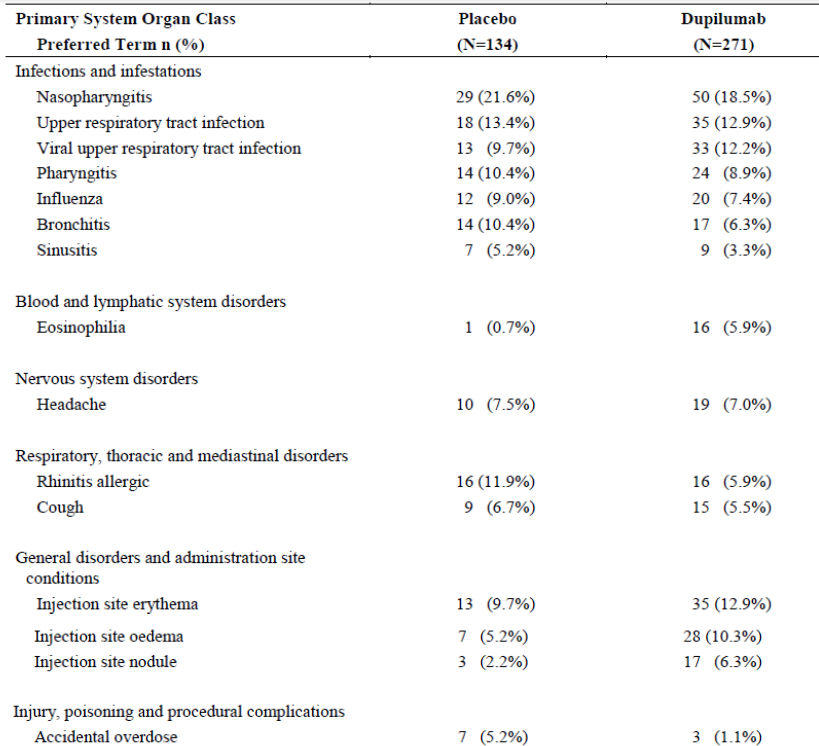 Primary System Organ Class Placebo Dupilumab
Preferred Term n (%) (N=134) (N=271)
Infections and infestations
Nasopharyngitis 29 (21.6%) 50 (18.5%)
Upper respiratory tract infection 18 (13.4%) 35 (12.9%)
Viral upper respiratory tract infection 13 (9.7%) 33 (12.2%)
Pharyngitis 14 (10.4%) 24 (8.9%)
Influenza 12 (9.0%) 20 (7.4%)
Bronchitis 14 (10.4%) 17 (6.3%)
Sinusitis 7 (5.2%) 9 (3.3%)
Blood and lymphatic system disorders
Eosinophilia 1 (0.7%) 16 (5.9%)
Nervous system disorders
Headache 10 (7.5%) 19 (7.0%)
Respiratory, thoracic and mediastinal disorders
Rhinitis allergic 16 (11.9%) 16 (5.9%)
Cough 9 (6.7%) 15 (5.5%)
General disorders and administration site
conditions
Injection site erythema 13 (9.7%) 35 (12.9%)
Injection site oedema 7 (5.2%) 28 (10.3%)
Injection site nodule 3 (2.2%) 17 (6.3%)
Injury, poisoning and procedural complications
Accidental overdose 7 (5.2%) 3 (1.1%)